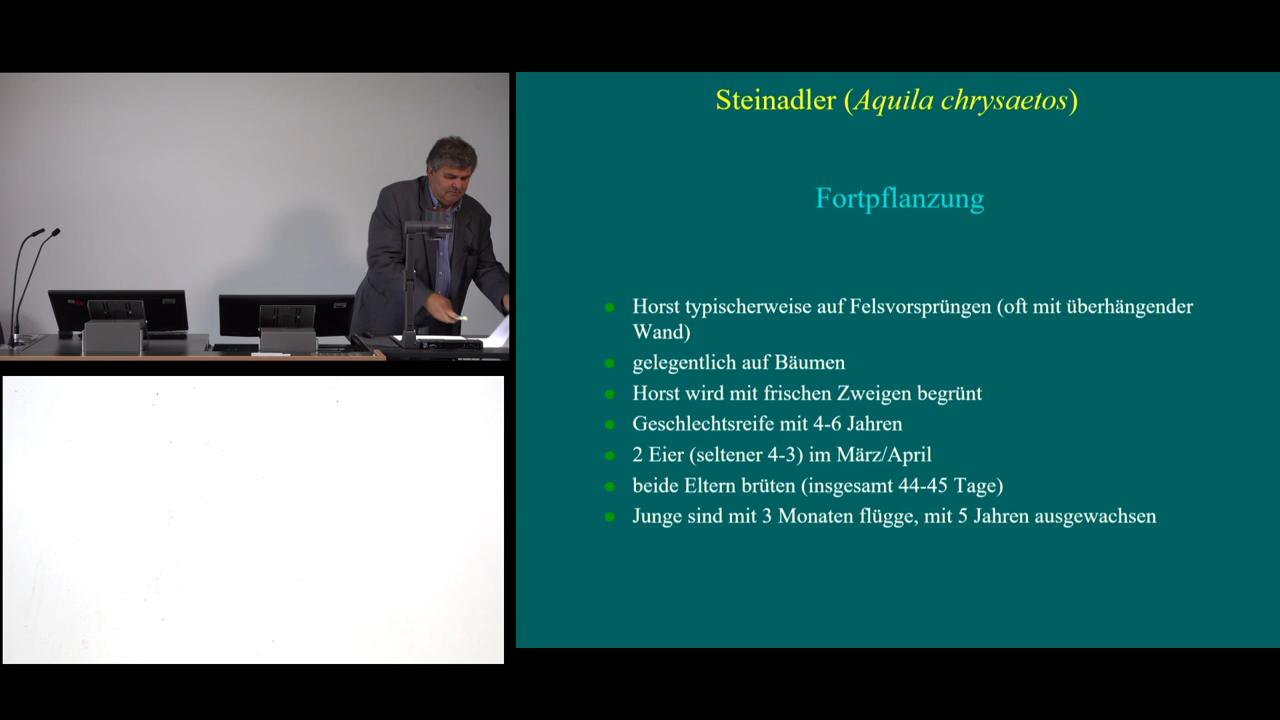 Steinadler (Aquila chrysaetos)
Fortpflanzung
Horst typischerweise auf Felsvorsprüngen (oft mit überhängender
Wand)
gelegentlich auf Bäumen
Horst wird mit frischen Zweigen begrünt
Geschlechtsreife mit 4-6 Jahren
2 Eier (seltener 4-3) im März/April
beide Eltern brüten (insgesamt 44-45 Tage)
Junge sind mit 3 Monaten flügge, mit 5 Jahren ausgewachsen